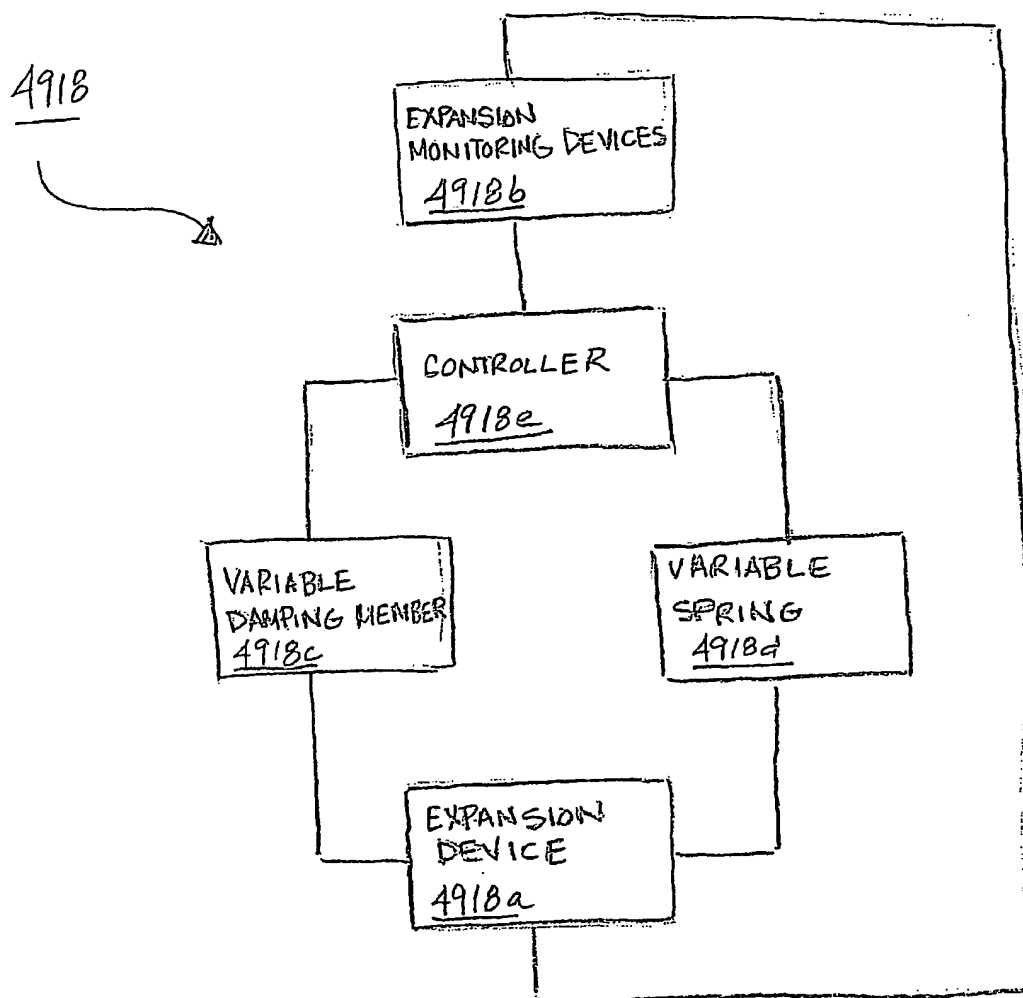 4918
EXPANSION
MONITORING DEVICES
4918b
CONTROLLER
4918e
VARIABLE
DAMPING MEMBER
4918c
VARIABLE
SPRING
4918d
EXPANSION
DEVICE
4918a